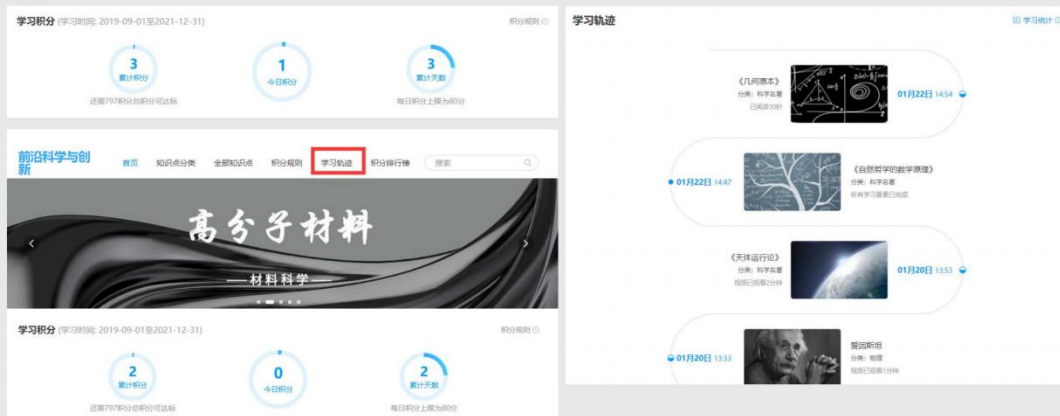 学习积分 (学习时间: 2019-09-01至2021-12-31)
积分规则
3
累计积分
还需797积分总积分可达标
1
今日积分
3
累计天数
每日积分上限为80分
前沿科学与创新
首页
知识点分类
全部知识点
积分规则
学习轨迹
积分排行榜
搜索
高分子材料
材料科学
学习积分 (学习时间: 2019-09-01至2021-12-31)
积分规则
2
累计积分
还需797积分总积分可达标
0
今日积分
2
累计天数
每日积分上限为80分
学习轨迹
学习统计
《几何原本》
分类: 科学名著
已阅读30秒
01月22日 14:54
01月22日 14:47
《自然哲学的数学原理》
分类: 科学名著
所有学习要素已完成
《天体运行论》
分类: 科学名著
视频已观看2分钟
01月20日 13:53
01月20日 13:33
爱因斯坦
分类: 物理
视频已观看1分钟